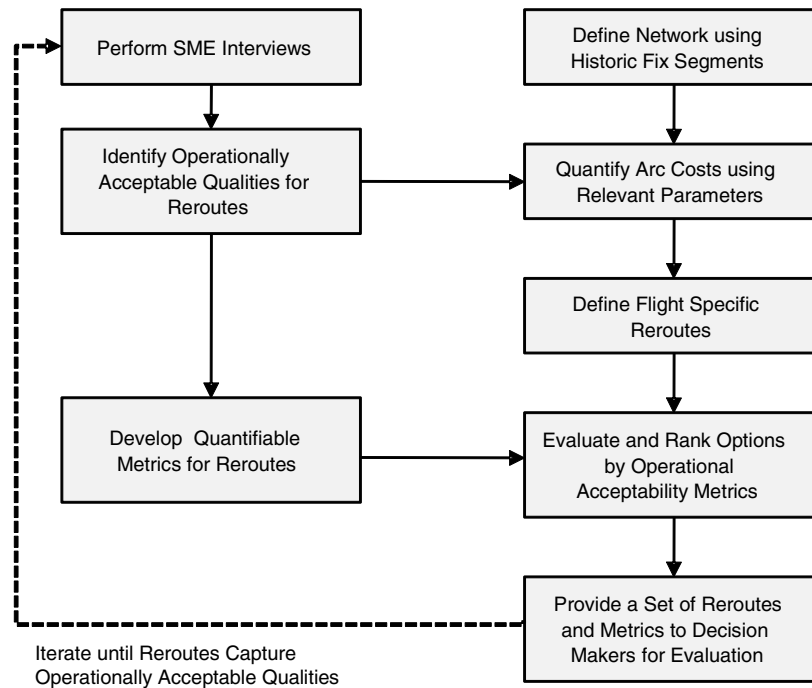 Perform SME Interviews
Define Network using
Historic Fix Segments
Identify Operationally
Acceptable Qualities for
Reroutes
Quantify Arc Costs using
Relevant Parameters
Define Flight Specific
Reroutes
Develop Quantifiable
Metrics for Reroutes
Evaluate and Rank Options
by Operational
Acceptability Metrics
Provide a Set of Reroutes
and Metrics to Decision
Makers for Evaluation
Iterate until Reroutes Capture
Operationally Acceptable Qualities